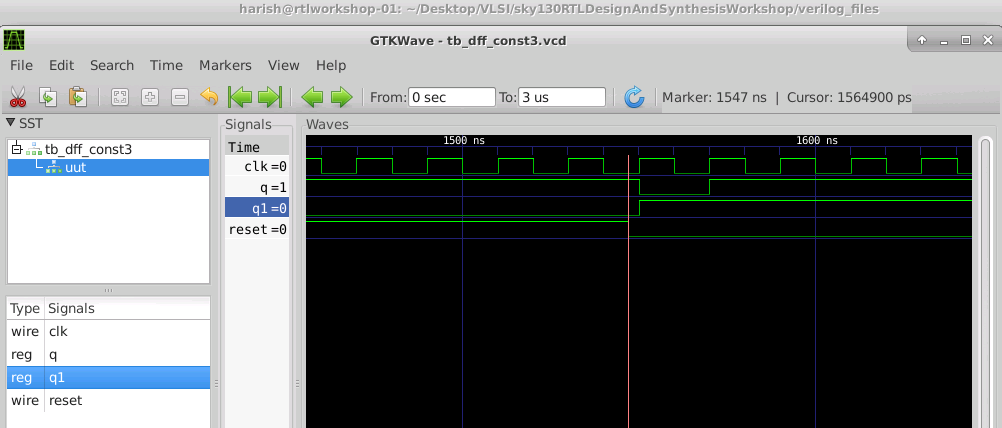 harish@rtlworkshop-01: ~/Desktop/VLSI/sky130RTLDesignAndSynthesisWorkshop/verilog_files
GTKWave - tb_dff_const3.vcd
File Edit Search Time Markers View Help
From: 0 sec To: 3 us Marker: 1547 ns | Cursor: 1564900 ps
SST
tb_dff_const3
uut
Type Signals
wire clk
reg q
reg q1
wire reset
Signals
Time
clk=0
q=1
q1=0
reset=0
Waves
1500 ns 1600 ns